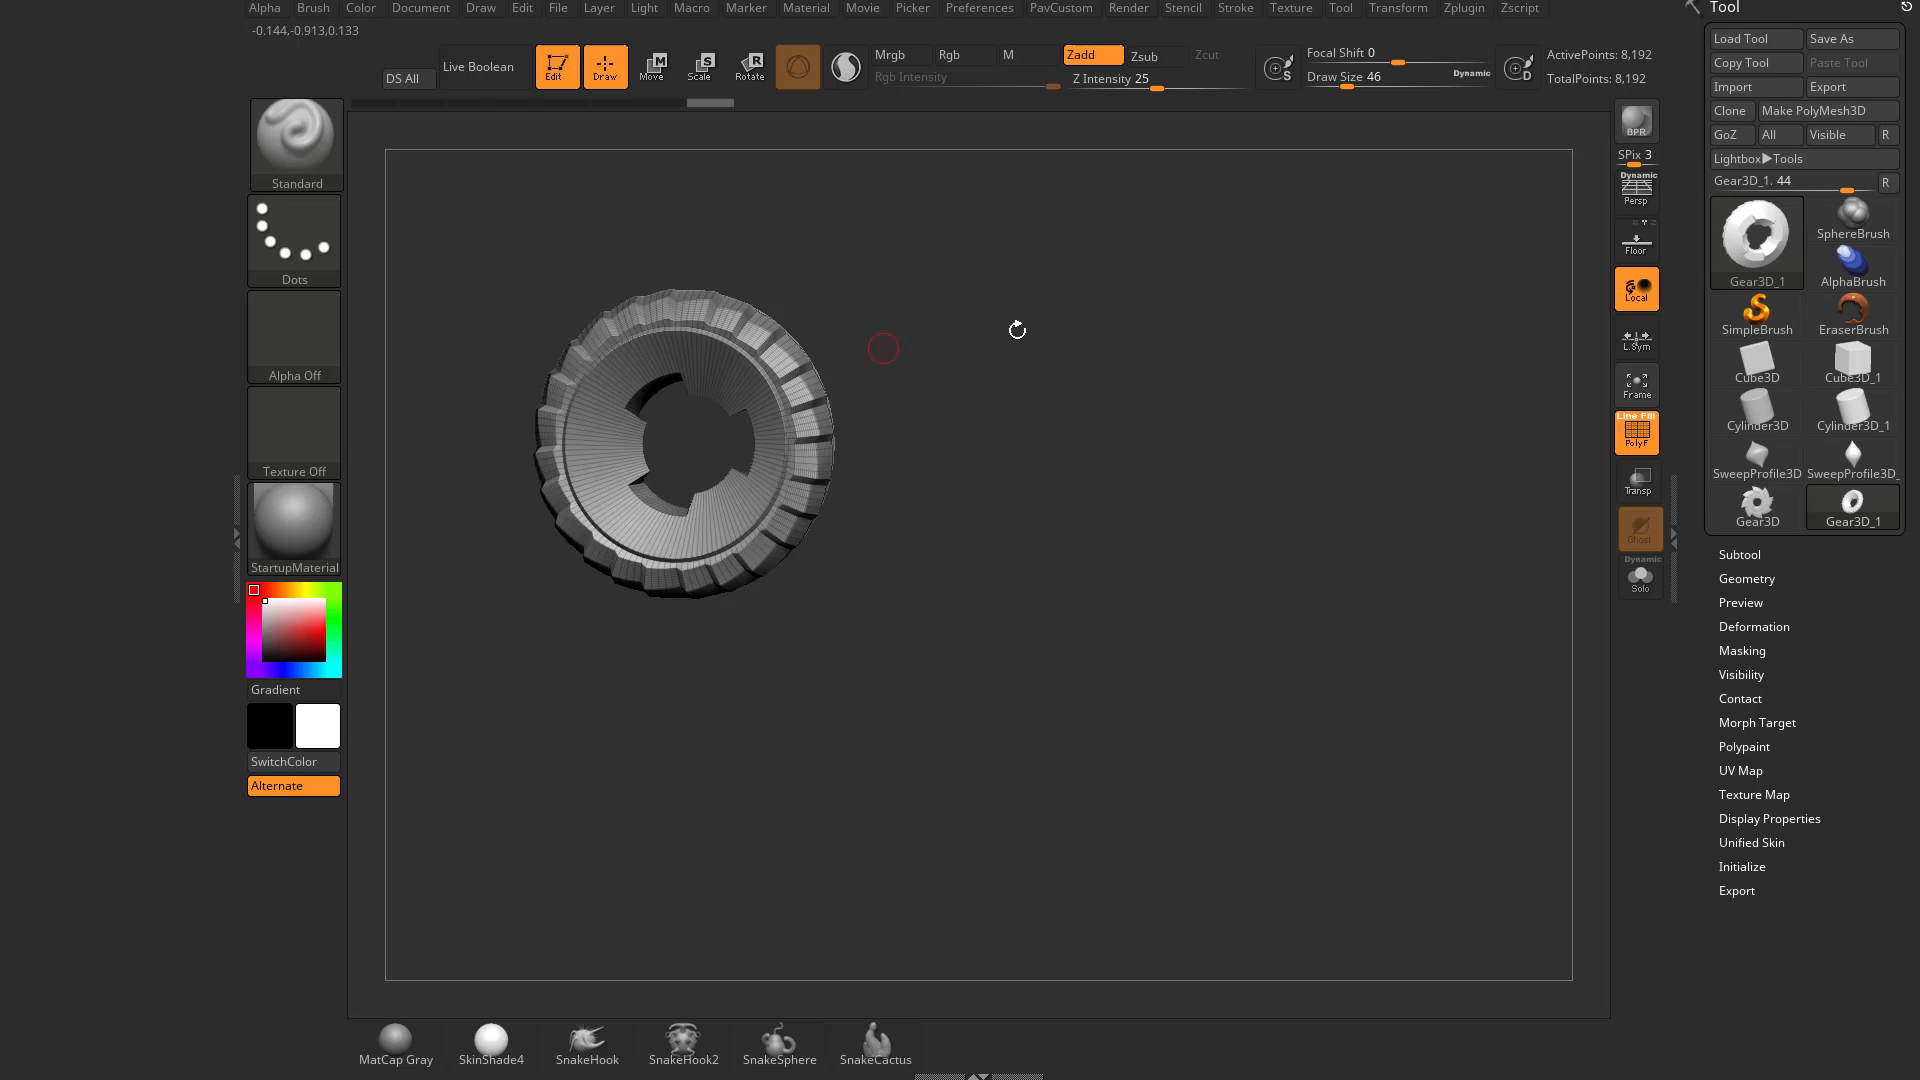 Alpha Brush Color Document Draw Edit File Layer Light Macro Marker Material Movie Picker Preferences PavCustom Render Stencil Stroke Texture Tool Transform Zplugin Zscript
-0.144,-0.913,0.133
DS All
Live Boolean
Edit
Draw
Move
Scale
Rotate
Mrgb Rgb M
Rgb Intensity
Zadd Zsub Zcut
Z Intensity 25
Focal Shift 0
Draw Size 46 Dynamic
ActivePoints: 8,192
TotalPoints: 8,192
Standard
Dots
Alpha Off
Texture Off
StartupMaterial
Gradient
SwitchColor
Alternate
BPR
SPix 3
Dynamic
Persp
Floor
Local
L.Sym
Frame
Line Fill
PolyF
Transp
Ghost
Dynamic
Solo
Tool
Load Tool Save As
Copy Tool Paste Tool
Import Export
Clone Make PolyMesh3D
GoZ All Visible R
Lightbox▶Tools
Gear3D_1. 44 R
Gear3D_1
SphereBrush
AlphaBrush
SimpleBrush EraserBrush
Cube3D Cube3D_1
Cylinder3D Cylinder3D_1
SweepProfile3D SweepProfile3D_
Gear3D Gear3D_1
Subtool
Geometry
Preview
Deformation
Masking
Visibility
Contact
Morph Target
Polypaint
UV Map
Texture Map
Display Properties
Unified Skin
Initialize
Export
MatCap Gray SkinShade4 SnakeHook SnakeHook2 SnakeSphere SnakeCactus